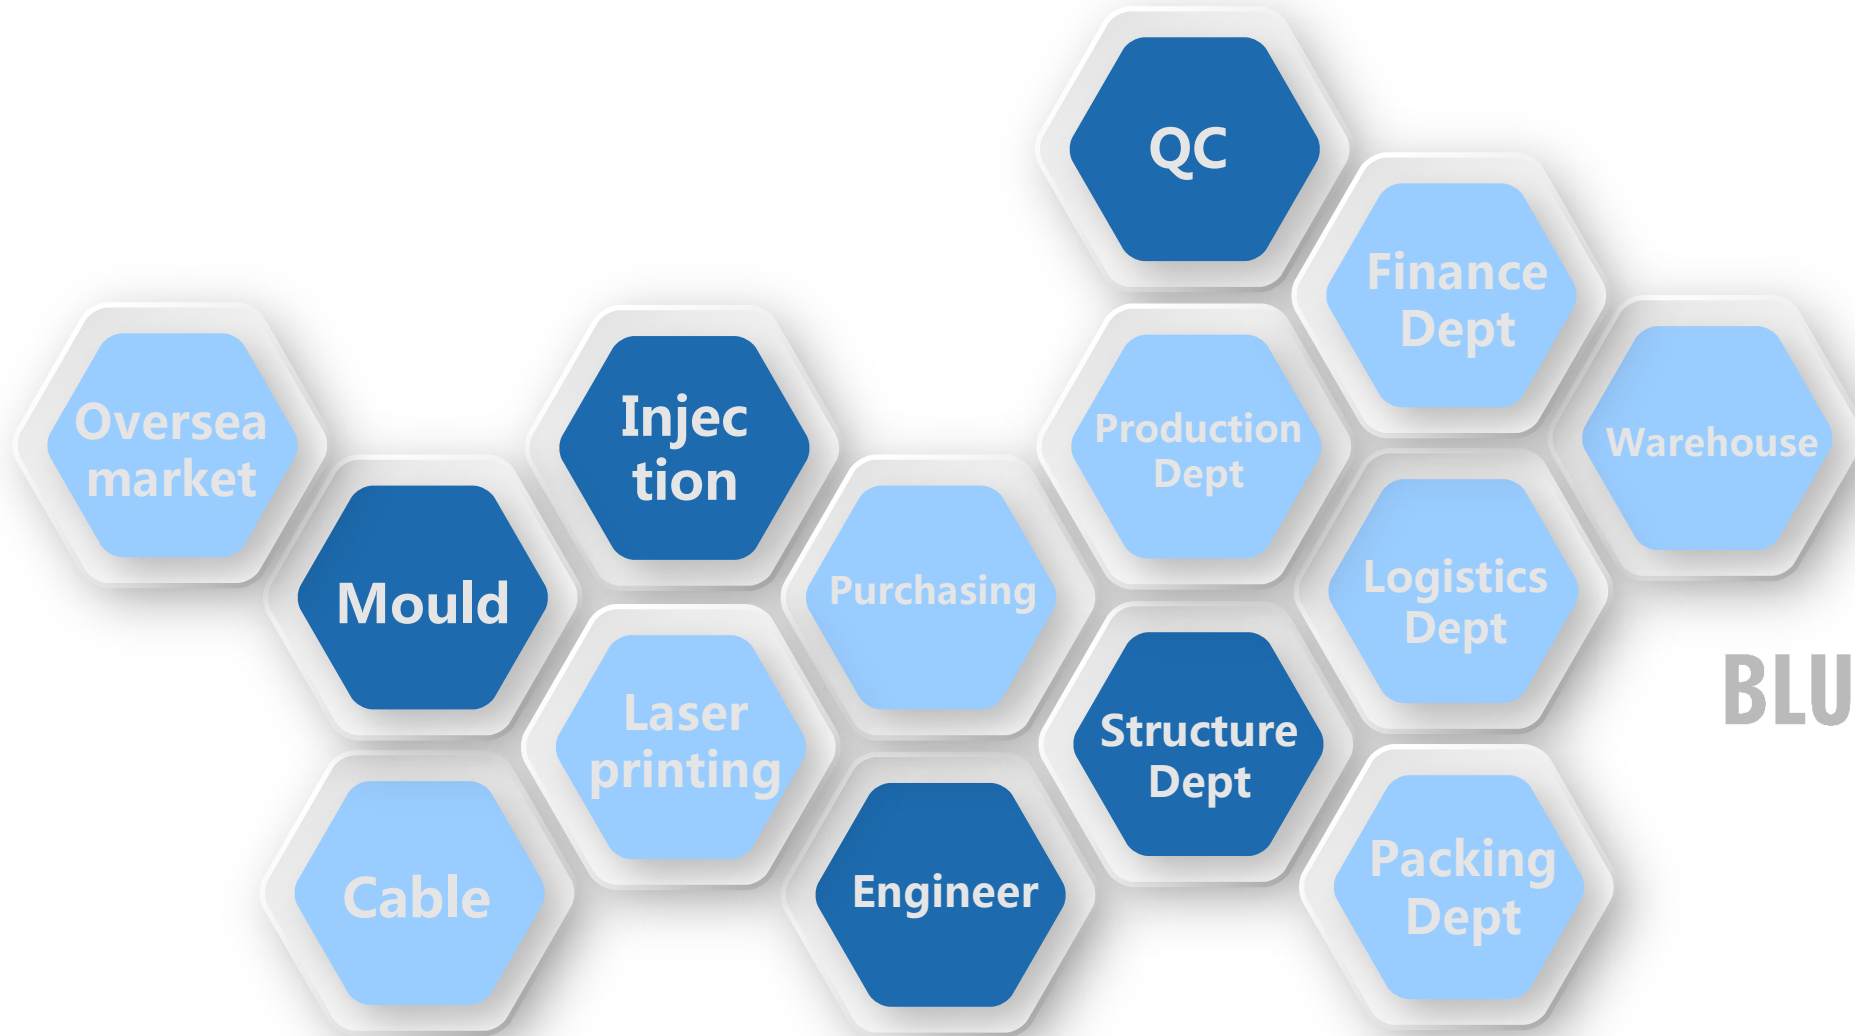 QC
Finance
Dept
Oversea
market
Injec
tion
Production
Dept
Warehouse
Mould
Purchasing
Logistics
Dept
Laser
printing
Structure
Dept
Cable
Engineer
Packing
Dept
BLU